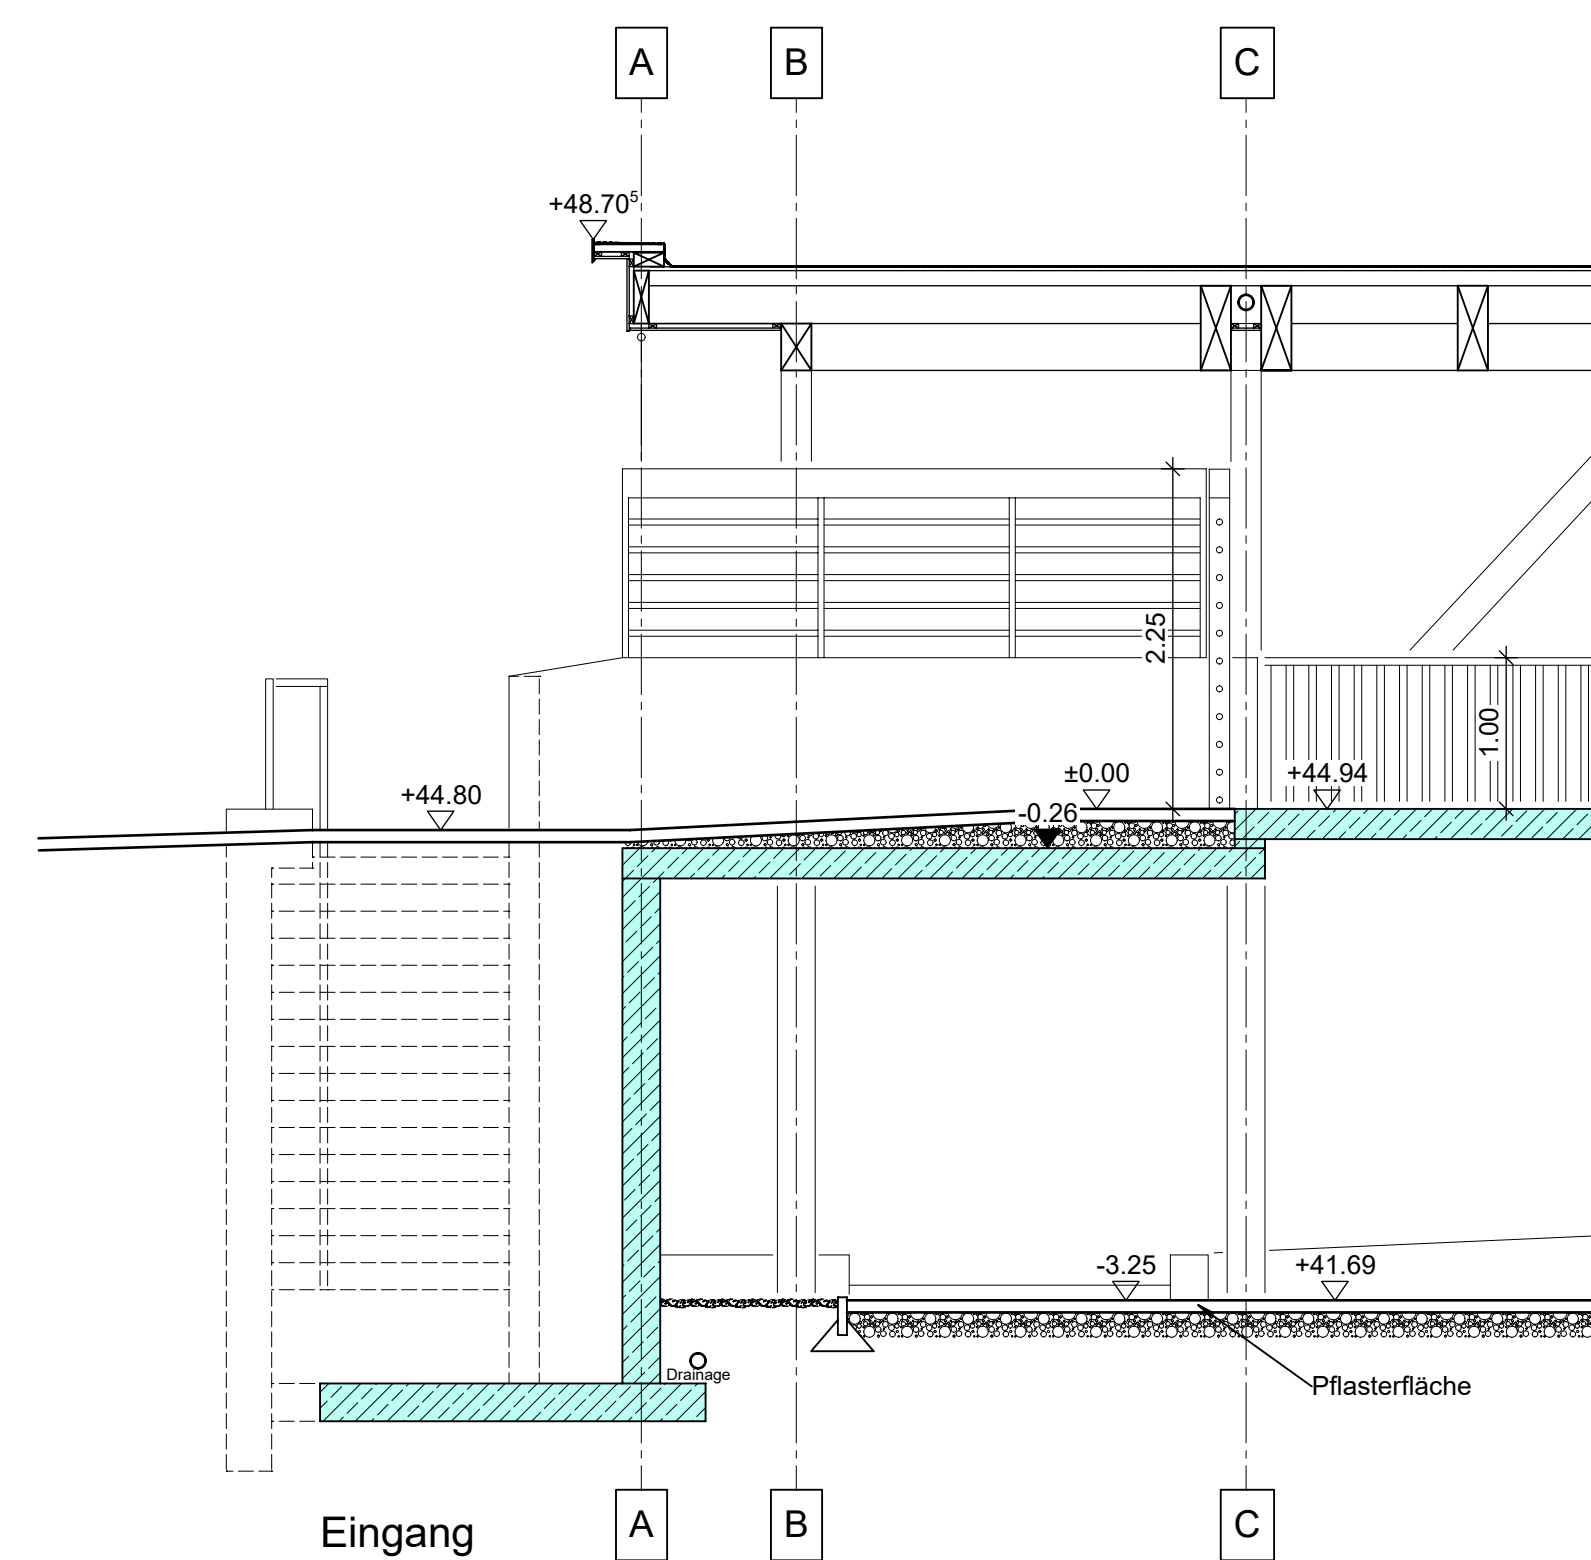 A
B
C
+48.70⁵
2.25
1.00
±0.00
+44.94
+44.80
-0.26
-3.25
+41.69
Drainage
Pflasterfläche
Eingang
A
B
C